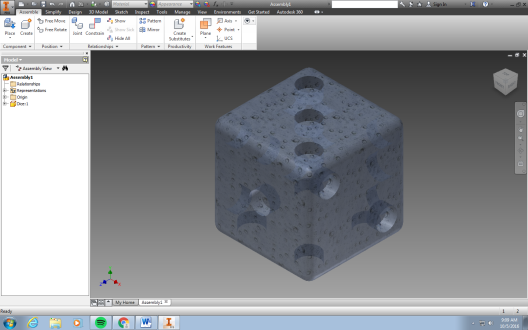 Assembly1
Sign In
Assemble Simplify Design 3D Model Sketch Inspect Tools Manage View Environments Get Started Autodesk 360
Place Create
Free Move
Free Rotate
Joint Constrain
Show
Show Sick
Hide All
Pattern
Mirror
Create
Substitutes
Plane
Axis
Point
UCS
Component Position Relationships Pattern Productivity Work Features
Model
Assembly View
Assembly1
Relationships
Representations
Origin
Dice:1
My Home Assembly1
Ready
1 2